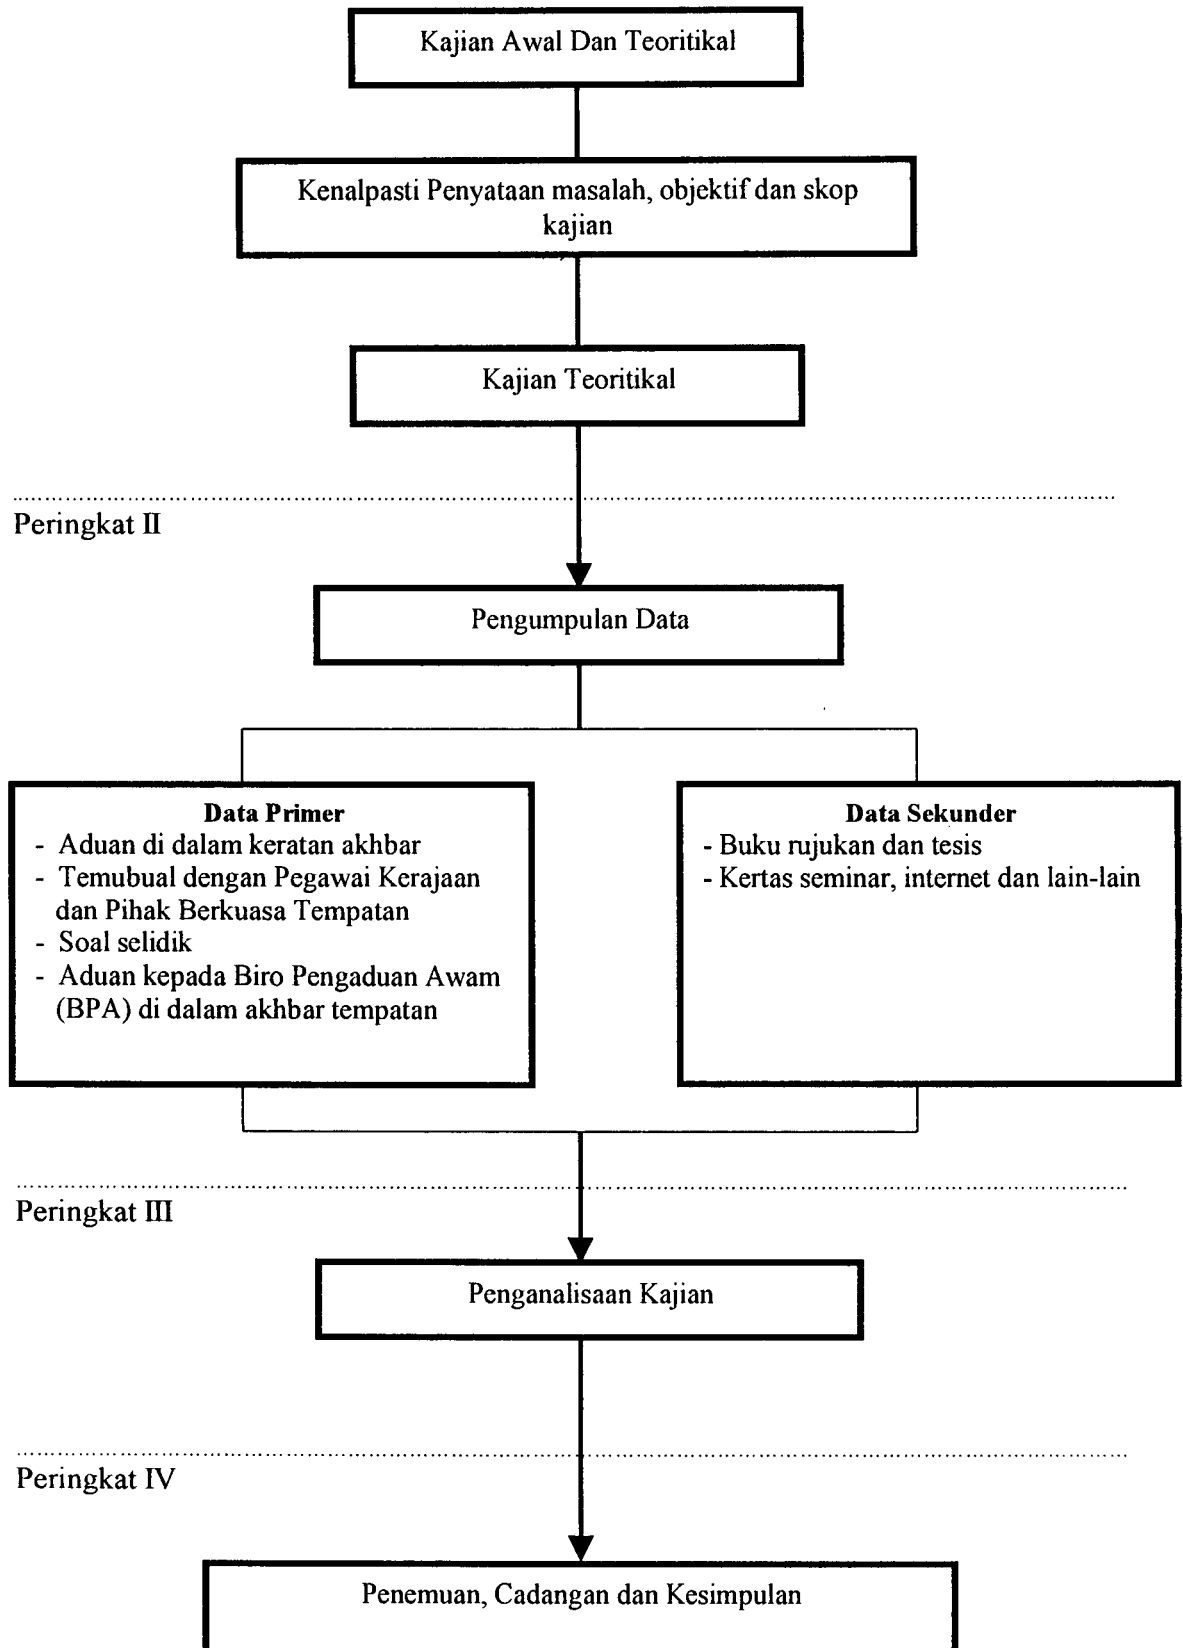 Kajian Awal Dan Teoritikal
Kenalpasti Penyataan masalah, objektif dan skop
kajian
Kajian Teoritikal
Peringkat II
Pengumpulan Data
Data Primer
- Aduan di dalam keratan akhbar
- Temubual dengan Pegawai Kerajaan
dan Pihak Berkuasa Tempatan
- Soal selidik
- Aduan kepada Biro Pengaduan Awam
(BPA) di dalam akhbar tempatan
Data Sekunder
- Buku rujukan dan tesis
- Kertas seminar, internet dan lain-lain
Peringkat III
Penganalisaan Kajian
Peringkat IV
Penemuan, Cadangan dan Kesimpulan